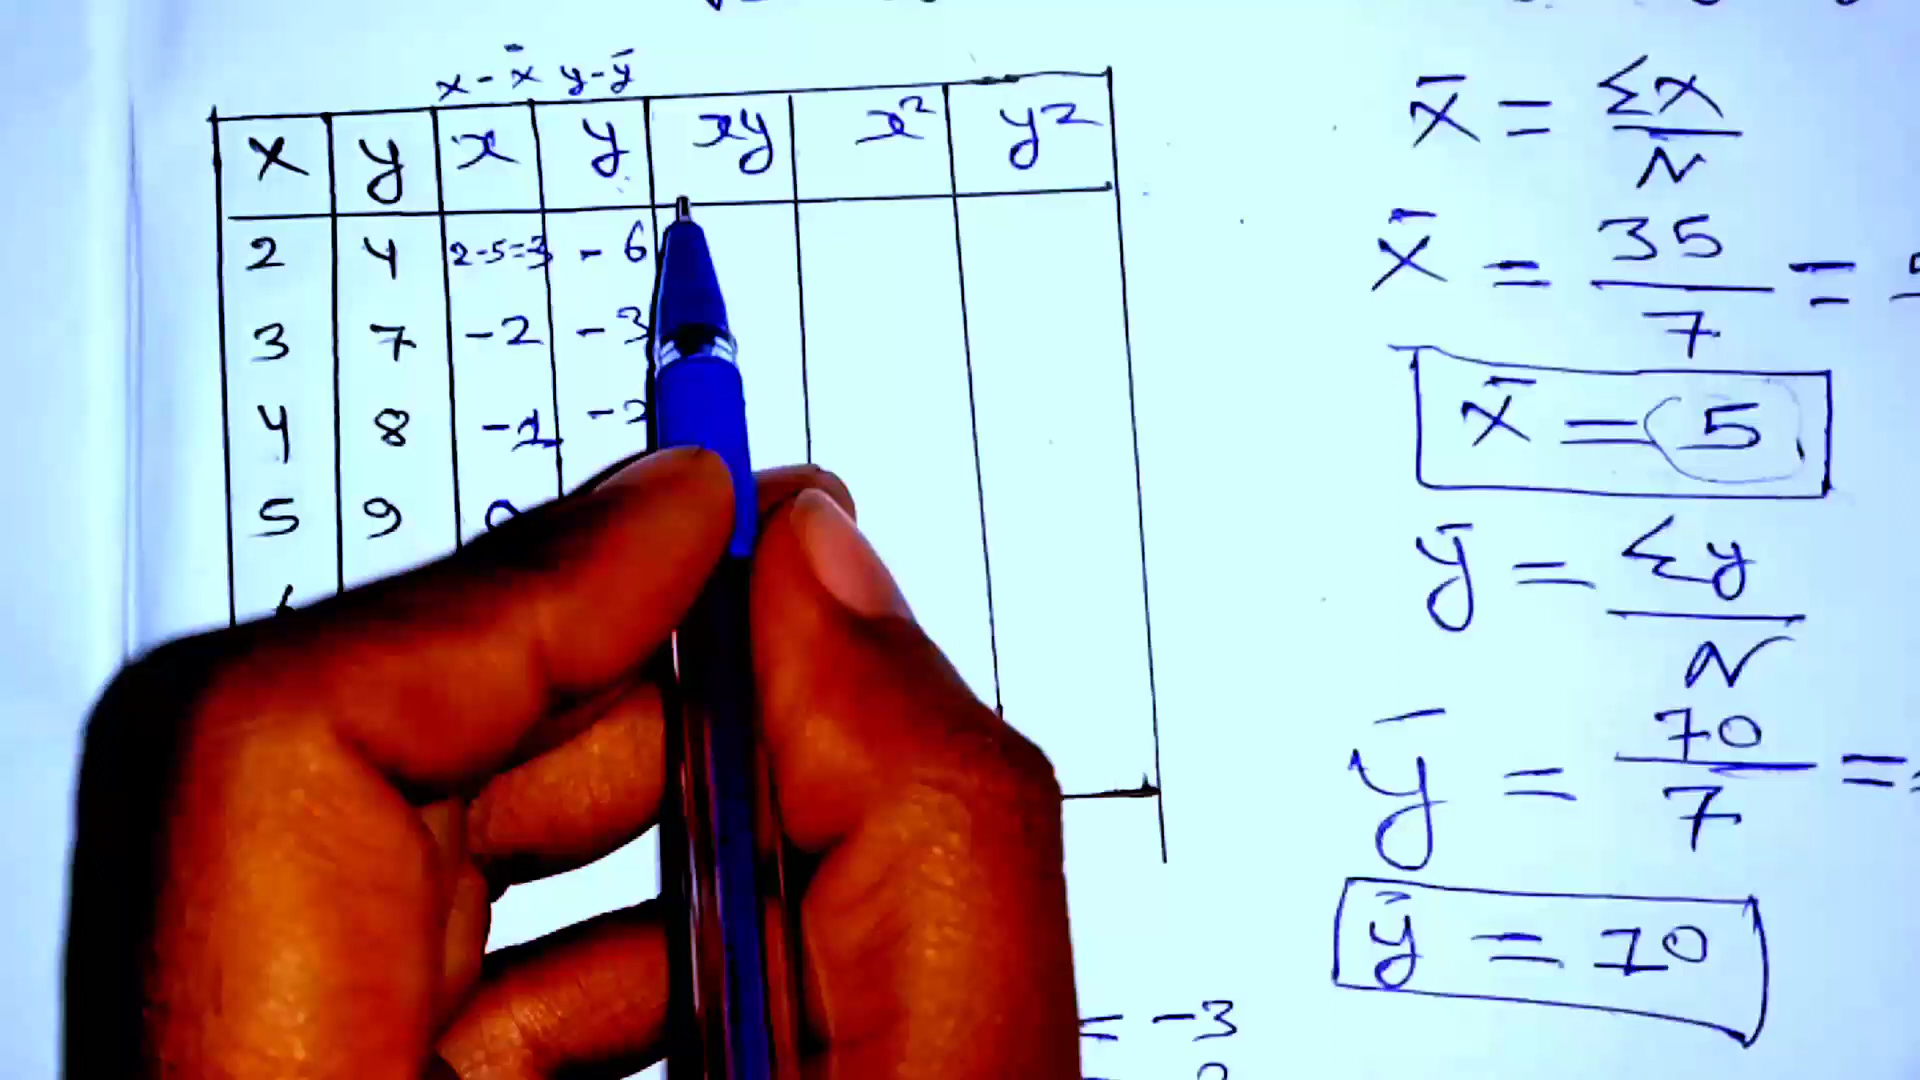 x - x̄ y - ȳ
X y x y xy x² y²
2 4 2-5=3 - 6
3 7 -2 -3
4 8 -1 -2
5 9
X̄ = Σx / N
X̄ = 35 / 7 =
X̄ = 5
ȳ = Σy / N
ȳ = 70 / 7 =
ȳ = 10
= -3